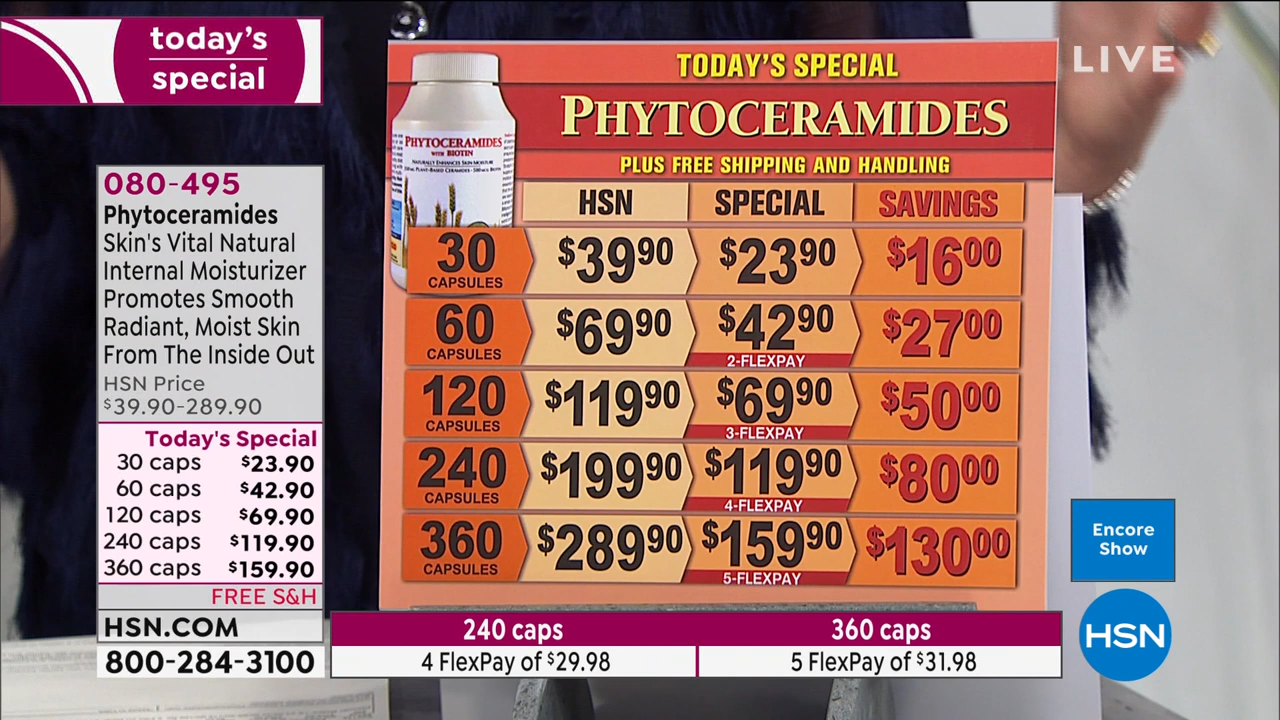 today's
special
LIVE
080-495
Phytoceramides
Skin's Vital Natural
Internal Moisturizer
Promotes Smooth
Radiant, Moist Skin
From The Inside Out
HSN Price
$39.90-289.90
Today's Special
30 caps $23.90
60 caps $42.90
120 caps $69.90
240 caps $119.90
360 caps $159.90
FREE S&H
HSN.COM
800-284-3100
TODAY'S SPECIAL
PHYTOCERAMIDES
PLUS FREE SHIPPING AND HANDLING
PHYTOCERAMIDES
WITH BIOTIN
NATURALLY ENHANCES SKIN MOISTURE
HSN SPECIAL SAVINGS
30 CAPSULES $39.90 $23.90 $16.00
60 CAPSULES $69.90 $42.90 $27.00
2-FLEXPAY
120 CAPSULES $119.90 $69.90 $50.00
3-FLEXPAY
240 CAPSULES $199.90 $119.90 $80.00
4-FLEXPAY
360 CAPSULES $289.90 $159.90 $130.00
5-FLEXPAY
240 caps 360 caps
4 FlexPay of $29.98 5 FlexPay of $31.98
Encore
Show
HSN